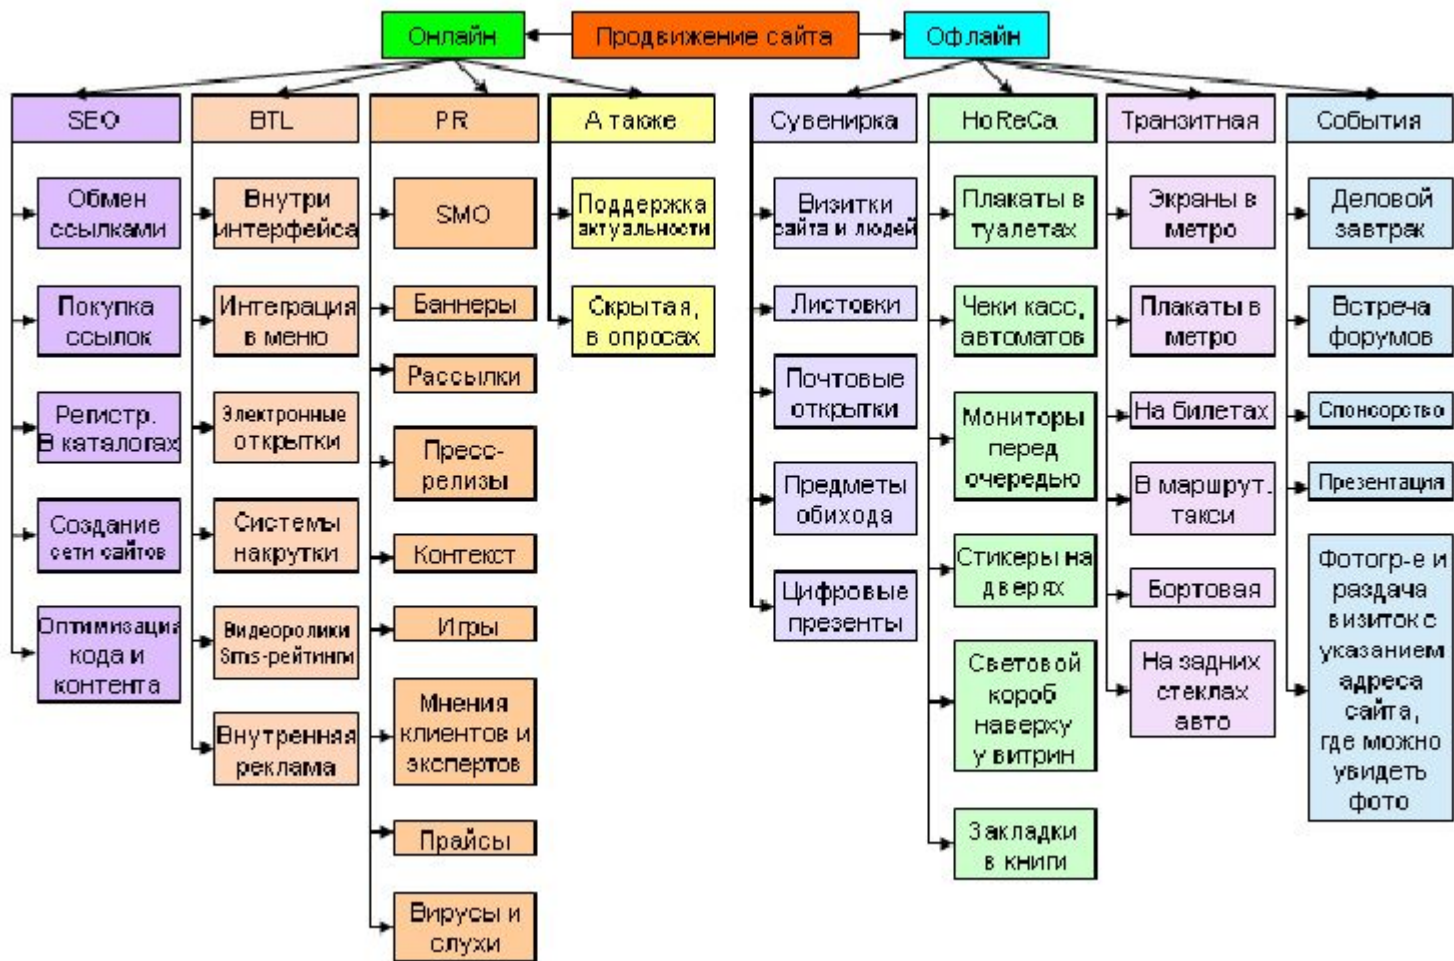 Онлайн
Продвижение сайта
Офлайн
SEO
Обмен
ссылками
Покупка
ссылок
Регистр.
В каталогах
Создание
сети сайтов
Оптимизация
кода и
контента
BTL
Внутри
интерфейса
Интеграция
в меню
Электронные
открытки
Системы
накрутки
Видеоролики
Sms-рейтинги
Внутренняя
реклама
PR
SMO
Баннеры
Рассылки
Пресс-
релизы
Контекст
Игры
Мнения
клиентов и
экспертов
Прайсы
Вирусы и
слухи
А также
Поддержка
актуальности
Скрытая,
в опросах
Сувенирка
Визитки
сайта и людей
Листовки
Почтовые
открытки
Предметы
обихода
Цифровые
презенты
HoReCa
Плакаты в
туалетах
Чеки касс,
автоматов
Мониторы
перед
очередью
Стикеры на
дверях
Световой
короб
наверху
у витрин
Закладки
в книги
Транзитная
Экраны в
метро
Плакаты в
метро
На билетах
В маршрут.
такси
Бортовая
На задних
стеклах
авто
События
Деловой
завтрак
Встреча
форумов
Спонсорство
Презентация
Фотогр-е и
раздача
визиток с
указанием
адреса
сайта,
где можно
увидеть
фото